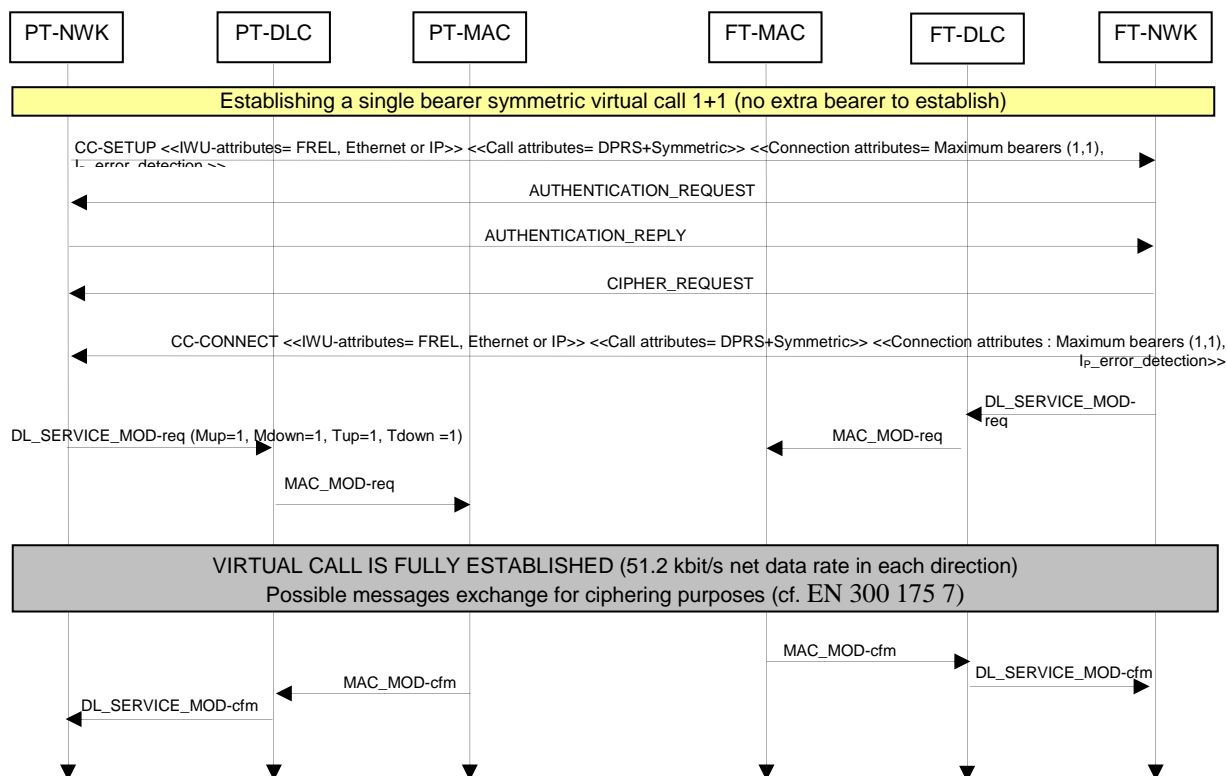 PT-NWK
PT-DLC
PT-MAC
FT-MAC
FT-DLC
FT-NWK
Establishing a single bearer symmetric virtual call 1+1 (no extra bearer to establish)
CC-SETUP <<IWU-attributes= FREL, Ethernet or IP>> <<Call attributes= DPRS+Symmetric>> <<Connection attributes= Maximum bearers (1,1),
IP_error_detection >>
AUTHENTICATION_REQUEST
AUTHENTICATION_REPLY
CIPHER_REQUEST
CC-CONNECT <<IWU-attributes= FREL, Ethernet or IP>> <<Call attributes= DPRS+Symmetric>> <<Connection attributes : Maximum bearers (1,1),
IP_error_detection>>
DL_SERVICE_MOD-
req
DL_SERVICE_MOD-req (Mup=1, Mdown=1, Tup=1, Tdown =1)
MAC_MOD-req
MAC_MOD-req
VIRTUAL CALL IS FULLY ESTABLISHED (51.2 kbit/s net data rate in each direction)
Possible messages exchange for ciphering purposes (cf. EN 300 175 7)
MAC_MOD-cfm
DL_SERVICE_MOD-cfm
MAC_MOD-cfm
DL_SERVICE_MOD-cfm